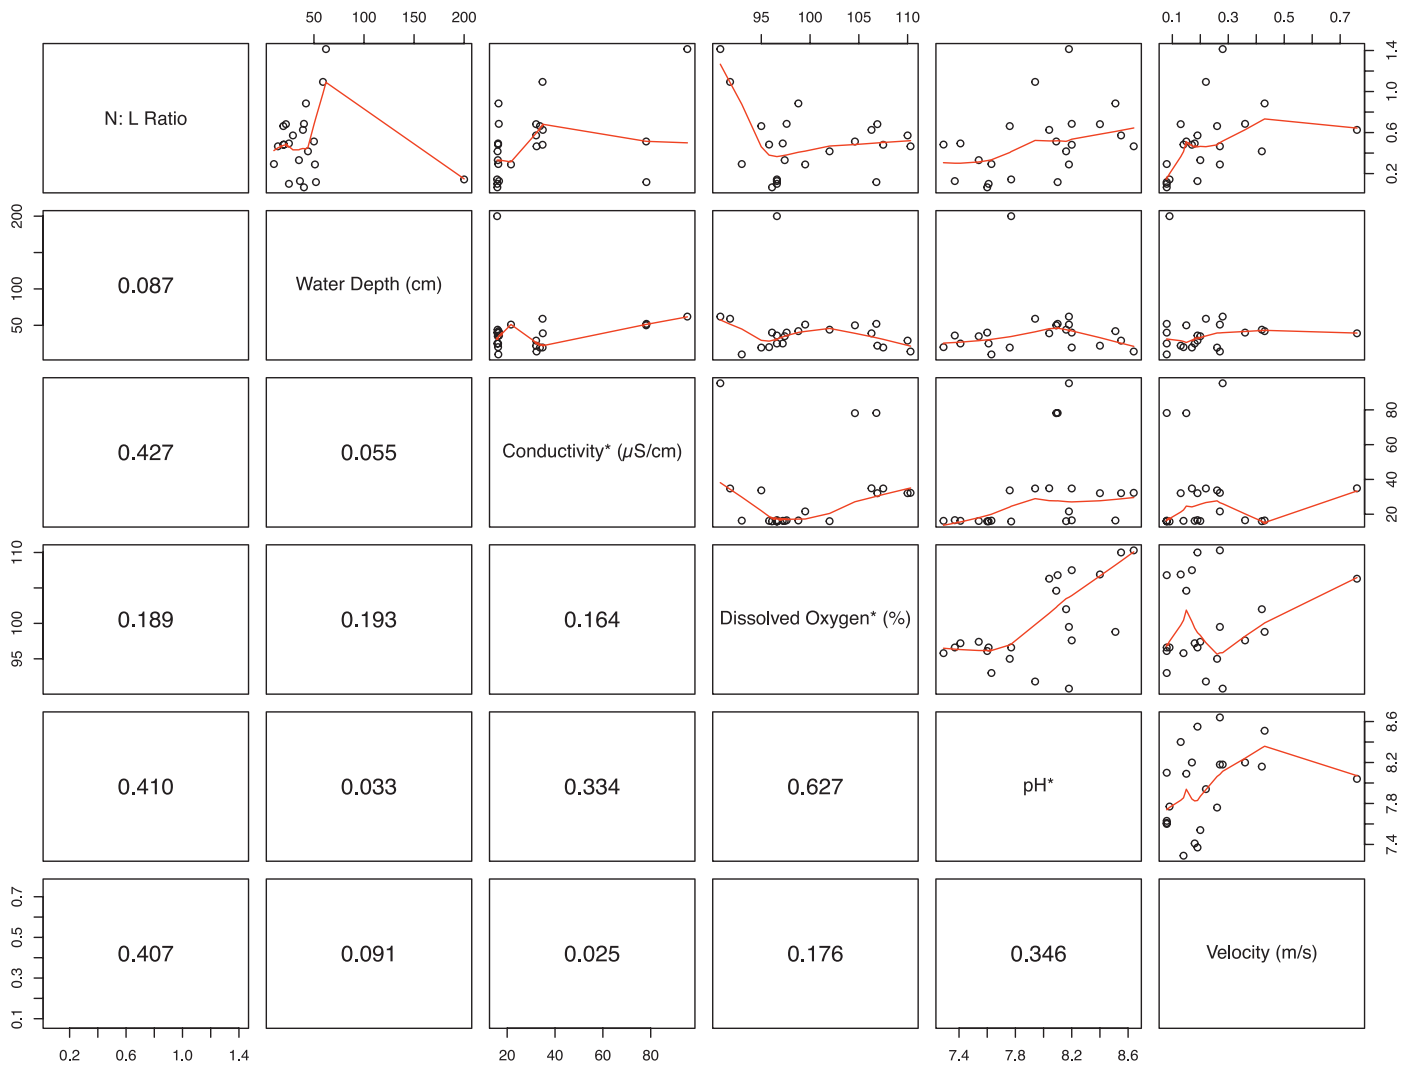 50 100 150 200 95 100 105 110 0.1 0.3 0.5 0.7
N: L Ratio
0.2 0.6 1.0 1.4
50 100 200
0.087
Water Depth (cm)
0.427
0.055
Conductivity* (µS/cm)
20 40 60 80
95 100 110
0.189
0.193
0.164
Dissolved Oxygen* (%)
0.410
0.033
0.334
0.627
pH*
7.4 7.8 8.2 8.6
0.1 0.3 0.5 0.7
0.407
0.091
0.025
0.176
0.346
Velocity (m/s)
0.2 0.6 1.0 1.4 20 40 60 80 7.4 7.8 8.2 8.6